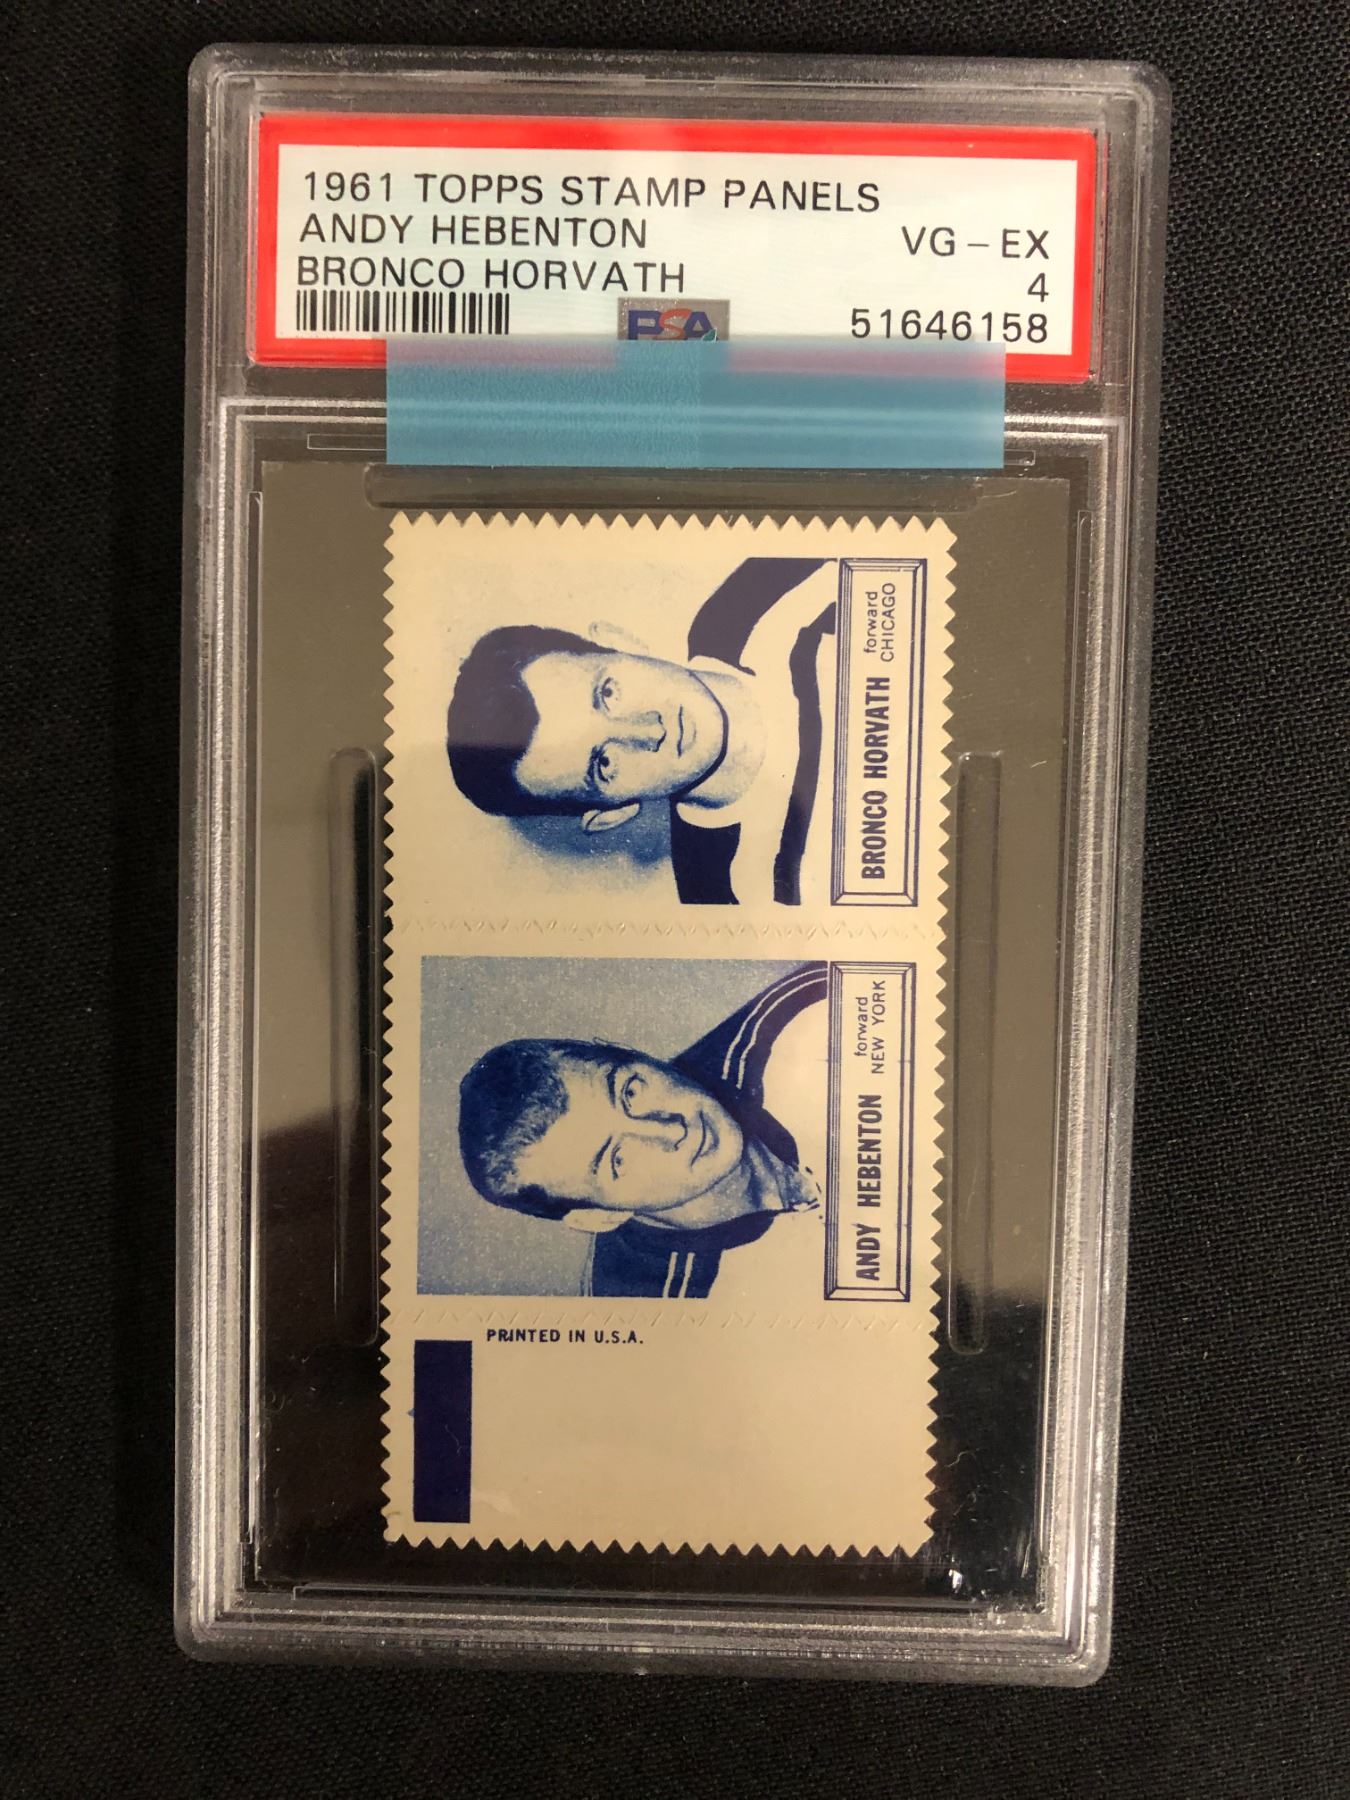 1961 TOPPS STAMP PANELS
ANDY HEBENTON
BRONCO HORVATH
VG-EX
4
51646158
PSA
BRONCO HORVATH
forward
CHICAGO
ANDY HEBENTON
forward
NEW YORK
PRINTED IN U.S.A.